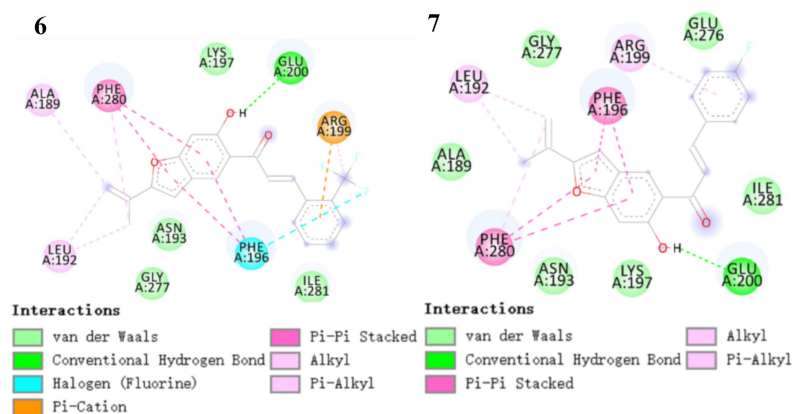 6
LYS
A:197
GLU
A:200
ALA
A:189
PHE
A:280
O H
O
ARG
A:199
O
F
F
F
ASN
A:193
LEU
A:192
PHE
A:196
GLY
A:277
ILE
A:281
Interactions
van der Waals
Conventional Hydrogen Bond
Halogen (Fluorine)
Pi-Cation
Pi-Pi Stacked
Alkyl
Pi-Alkyl
7
GLY
A:277
ARG
A:199
GLU
A:276
F
LEU
A:192
PHE
A:196
ALA
A:189
O
O
ILE
A:281
PHE
A:280
O H
ASN
A:193
LYS
A:197
GLU
A:200
Interactions
van der Waals
Conventional Hydrogen Bond
Pi-Pi Stacked
Alkyl
Pi-Alkyl